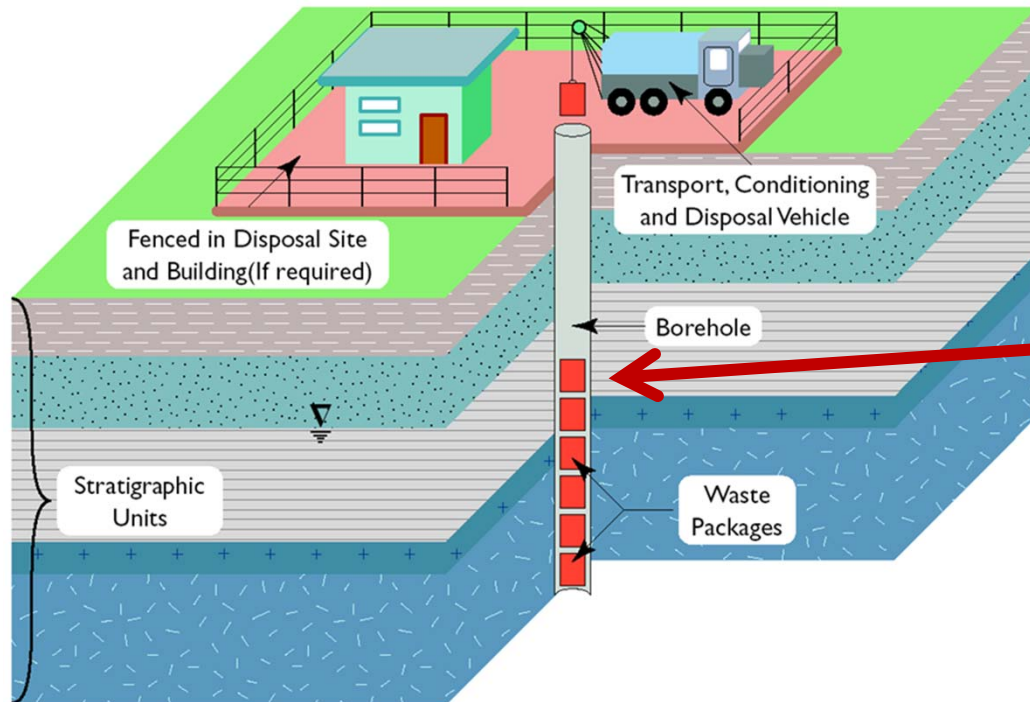 Transport, Conditioning
and Disposal Vehicle
Fenced in Disposal Site
and Building(If required)
Borehole
Stratigraphic
Units
Waste
Packages